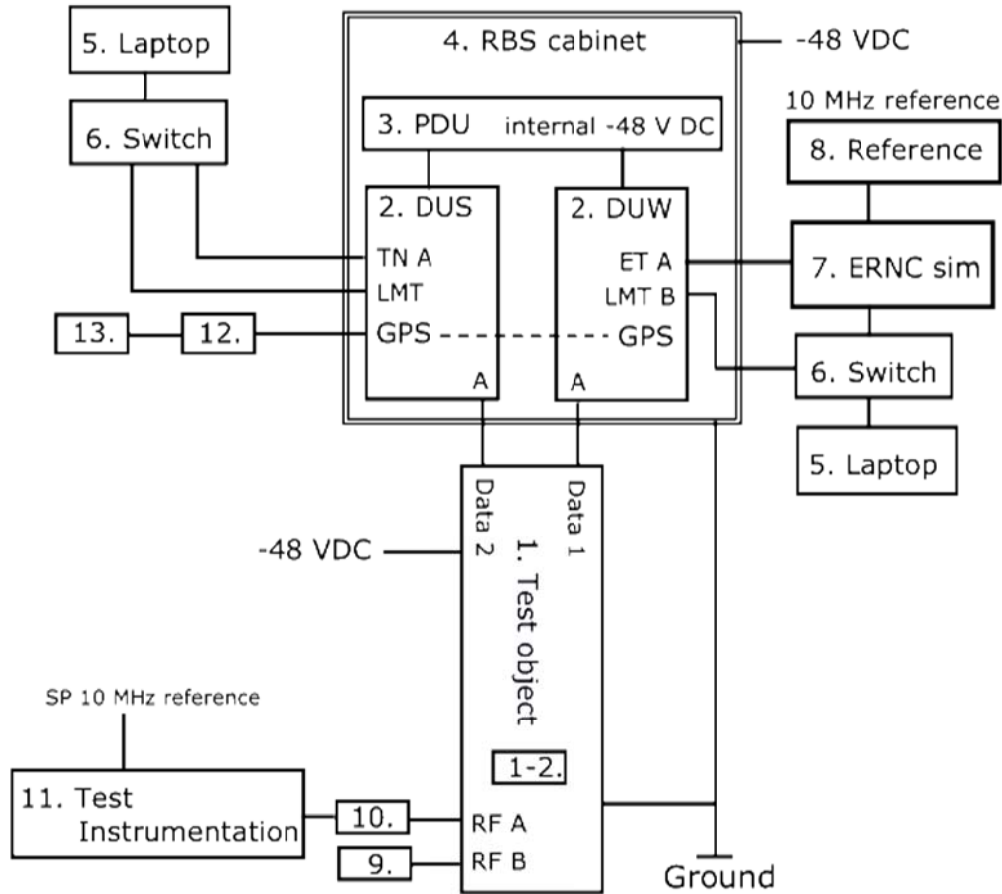 5. Laptop
4. RBS cabinet
-48 VDC
6. Switch
3. PDU internal -48 V DC
10 MHz reference
8. Reference
2. DUS
2. DUW
TN A
LMT
GPS
A
ET A
LMT B
GPS
A
7. ERNC sim
13.
12.
6. Switch
5. Laptop
Data 2
Data 1
-48 VDC
1. Test object
1-2.
SP 10 MHz reference
11. Test
Instrumentation
10.
RF A
9.
RF B
Ground